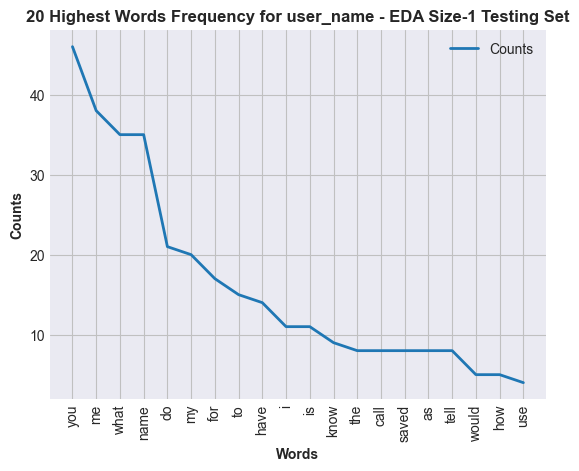 20 Highest Words Frequency for user_name - EDA Size-1 Testing Set
Counts
40
30
20
10
Counts
you
me
what
name
do
my
for
to
have
i
is
know
the
call
saved
as
tell
would
how
use
Words